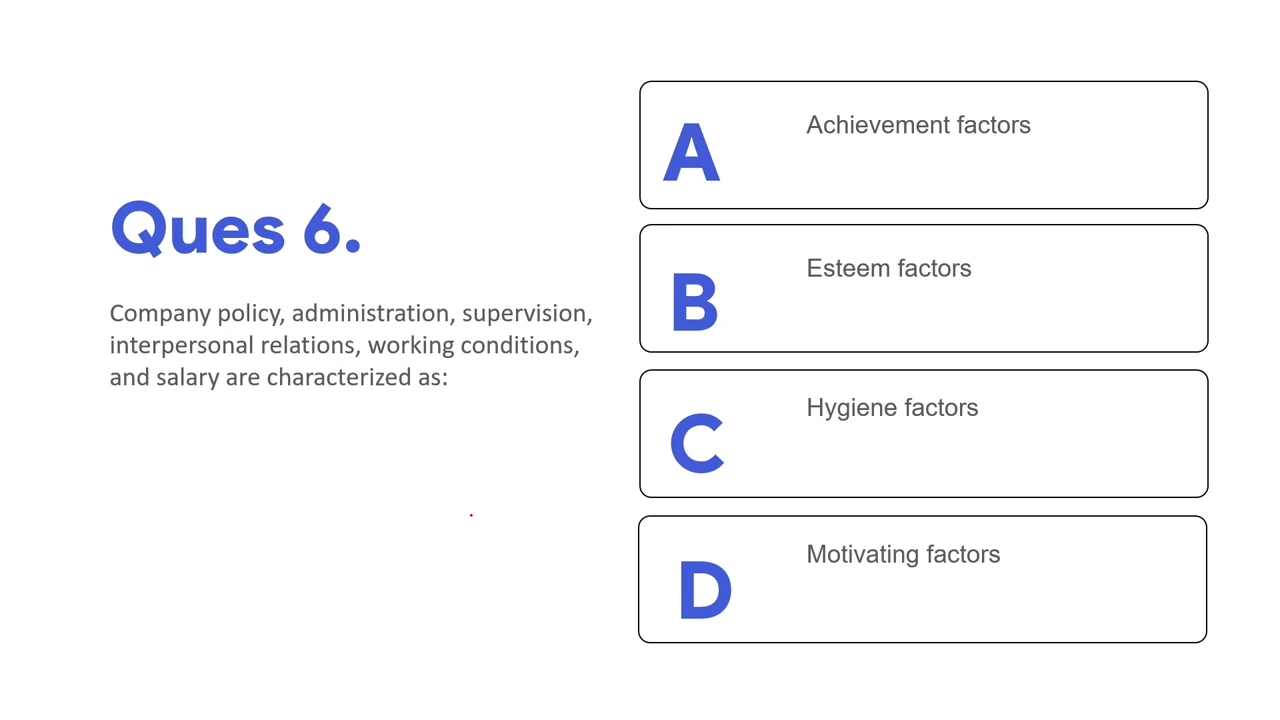 Ques 6.
Company policy, administration, supervision,
interpersonal relations, working conditions,
and salary are characterized as:
A
Achievement factors
B
Esteem factors
C
Hygiene factors
D
Motivating factors